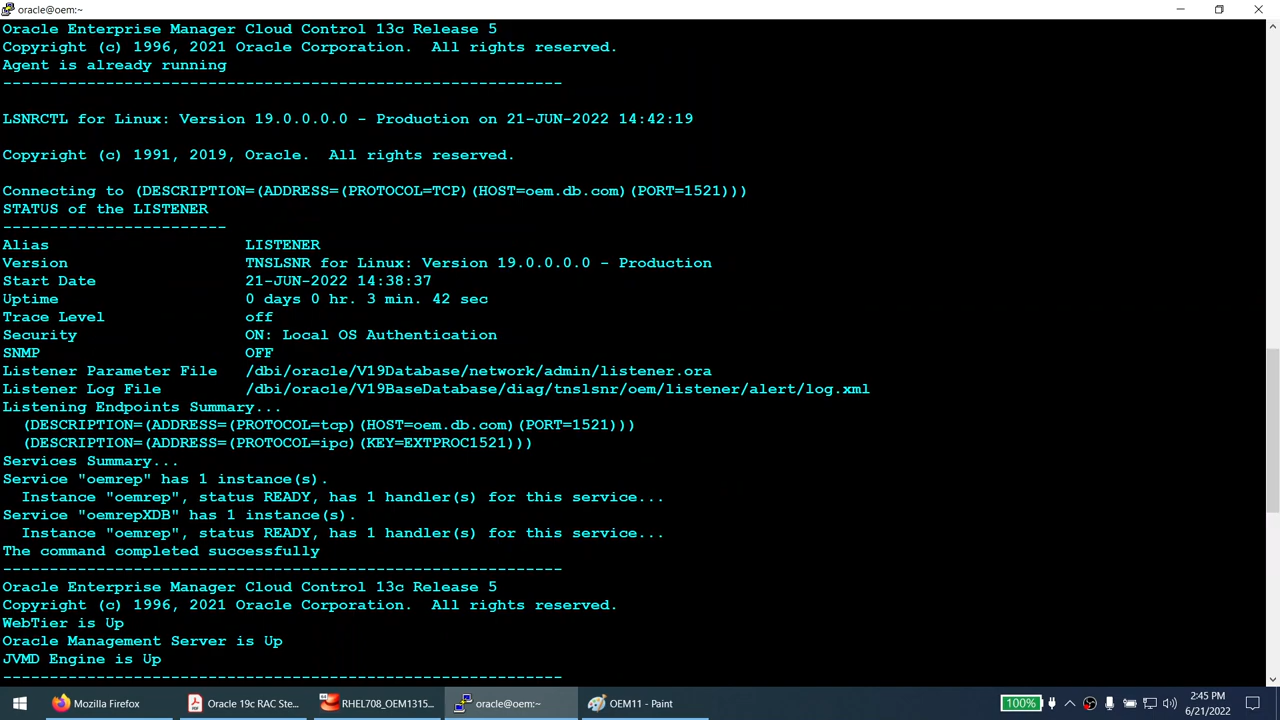 oracle@oem:~
Oracle Enterprise Manager Cloud Control 13c Release 5
Copyright (c) 1996, 2021 Oracle Corporation.  All rights reserved.
Agent is already running
------------------------------------------------------------
LSNRCTL for Linux: Version 19.0.0.0.0 - Production on 21-JUN-2022 14:42:19
Copyright (c) 1991, 2019, Oracle.  All rights reserved.
Connecting to (DESCRIPTION=(ADDRESS=(PROTOCOL=TCP)(HOST=oem.db.com)(PORT=1521)))
STATUS of the LISTENER
------------------------
Alias                     LISTENER
Version                   TNSLSNR for Linux: Version 19.0.0.0.0 - Production
Start Date                21-JUN-2022 14:38:37
Uptime                    0 days 0 hr. 3 min. 42 sec
Trace Level               off
Security                  ON: Local OS Authentication
SNMP                      OFF
Listener Parameter File   /dbi/oracle/V19Database/network/admin/listener.ora
Listener Log File         /dbi/oracle/V19BaseDatabase/diag/tnslsnr/oem/listener/alert/log.xml
Listening Endpoints Summary...
  (DESCRIPTION=(ADDRESS=(PROTOCOL=tcp)(HOST=oem.db.com)(PORT=1521)))
  (DESCRIPTION=(ADDRESS=(PROTOCOL=ipc)(KEY=EXTPROC1521)))
Services Summary...
Service "oemrep" has 1 instance(s).
  Instance "oemrep", status READY, has 1 handler(s) for this service...
Service "oemrepXDB" has 1 instance(s).
  Instance "oemrep", status READY, has 1 handler(s) for this service...
The command completed successfully
------------------------------------------------------------
Oracle Enterprise Manager Cloud Control 13c Release 5
Copyright (c) 1996, 2021 Oracle Corporation.  All rights reserved.
WebTier is Up
Oracle Management Server is Up
JVMD Engine is Up
------------------------------------------------------------
Mozilla Firefox
Oracle 19c RAC Ste...
RHEL708_OEM1315...
oracle@oem:~
OEM11 - Paint
100%
2:45 PM
6/21/2022